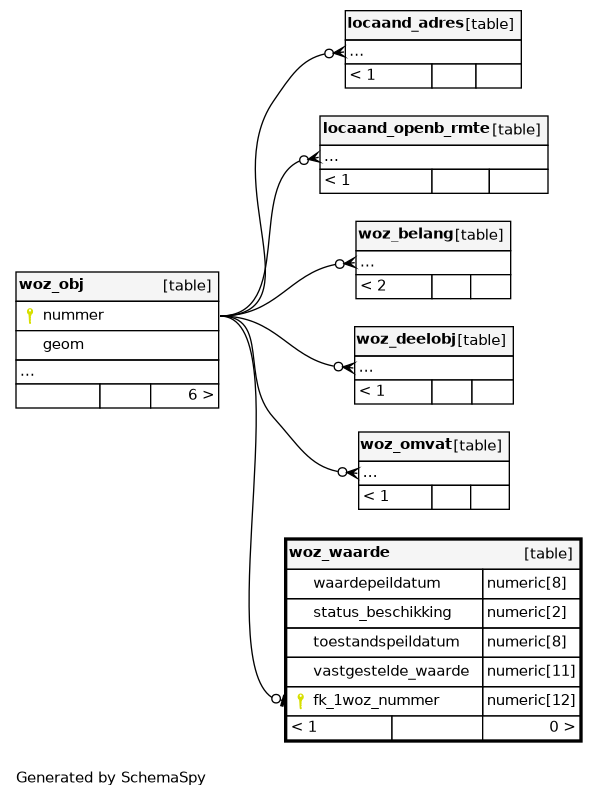 locaand_adres [table]
...
< 1
locaand_openb_rmte [table]
...
< 1
woz_belang [table]
...
< 2
woz_obj [table]
nummer
geom
...
6 >
woz_deelobj [table]
...
< 1
woz_omvat [table]
...
< 1
woz_waarde [table]
waardepeildatum numeric[8]
status_beschikking numeric[2]
toestandspeildatum numeric[8]
vastgestelde_waarde numeric[11]
fk_1woz_nummer numeric[12]
< 1 0 >
Generated by SchemaSpy